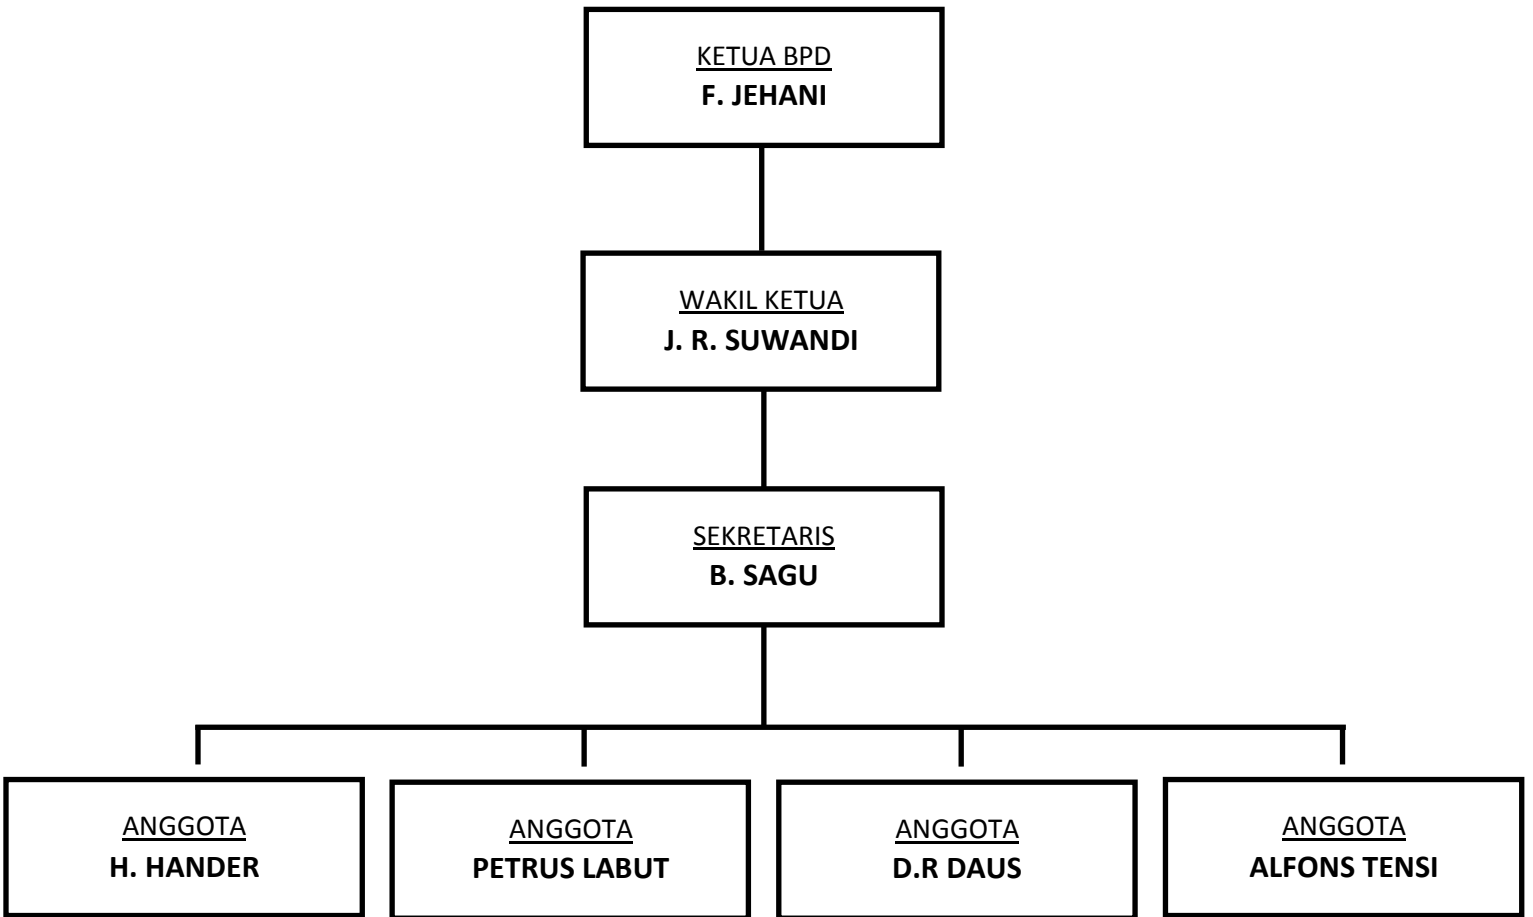 KETUA BPD
F. JEHANI
WAKIL KETUA
J. R. SUWANDI
SEKRETARIS
B. SAGU
ANGGOTA
H. HANDER
ANGGOTA
PETRUS LABUT
ANGGOTA
D.R DAUS
ANGGOTA
ALFONS TENSI